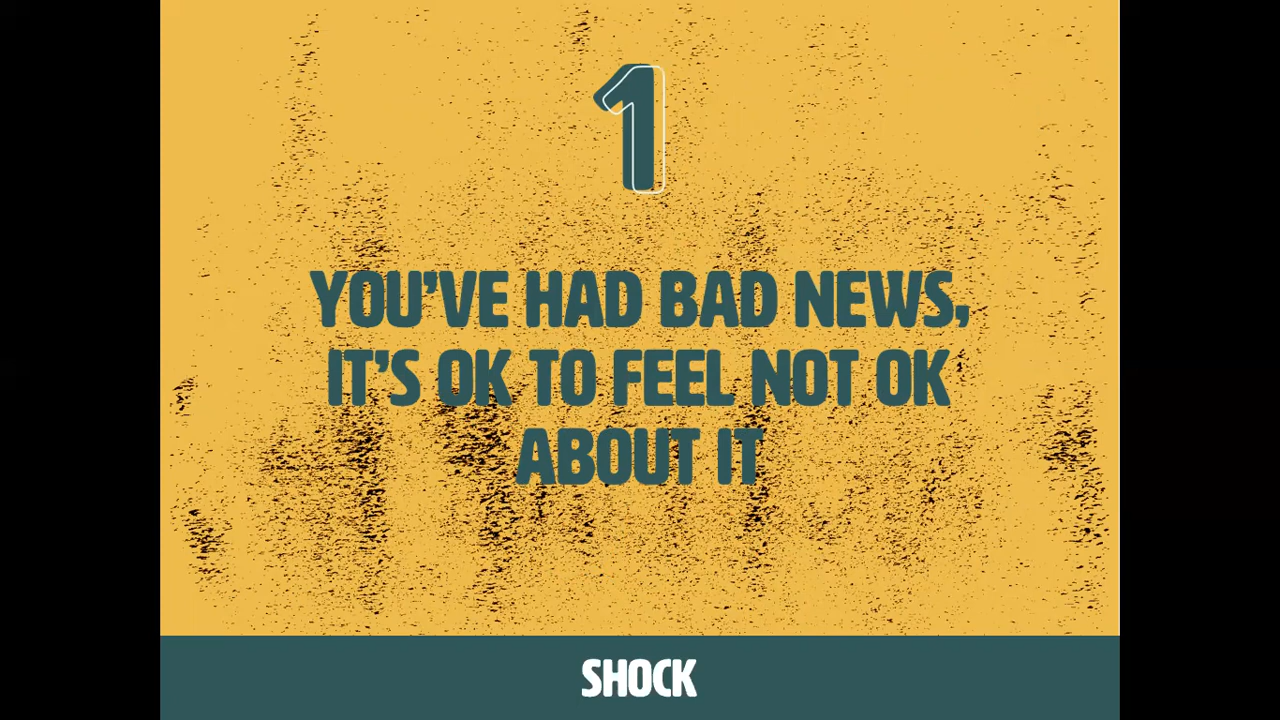 1
YOU'VE HAD BAD NEWS,
IT'S OK TO FEEL NOT OK
ABOUT IT
SHOCK